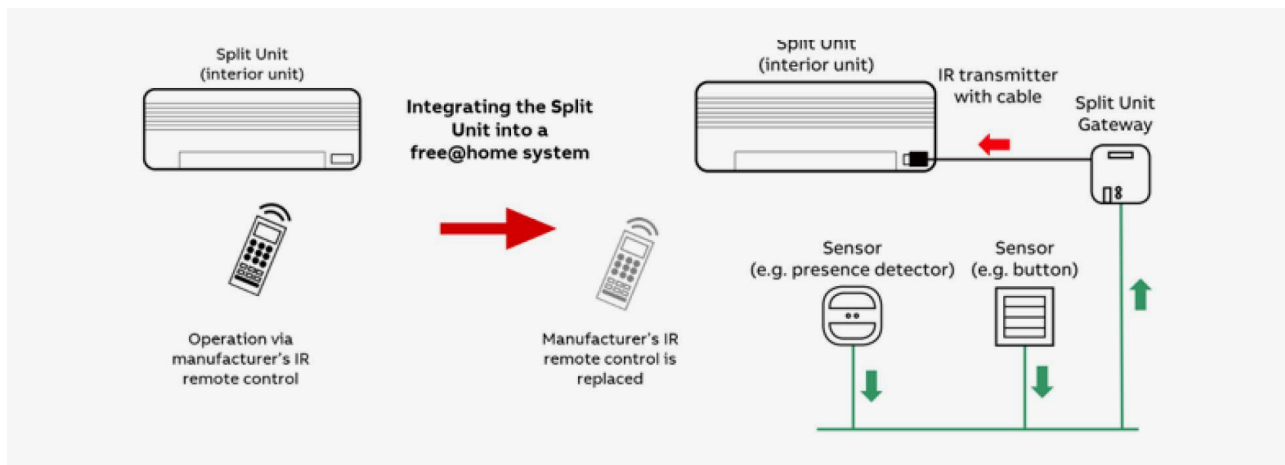 Split Unit
(interior unit)
Integrating the Split
Unit into a
free@home system
Operation via
manufacturer's IR
remote control
Manufacturer's IR
remote control is
replaced
Split Unit
(interior unit)
IR transmitter
with cable
Split Unit
Gateway
Sensor
(e.g. presence detector)
Sensor
(e.g. button)